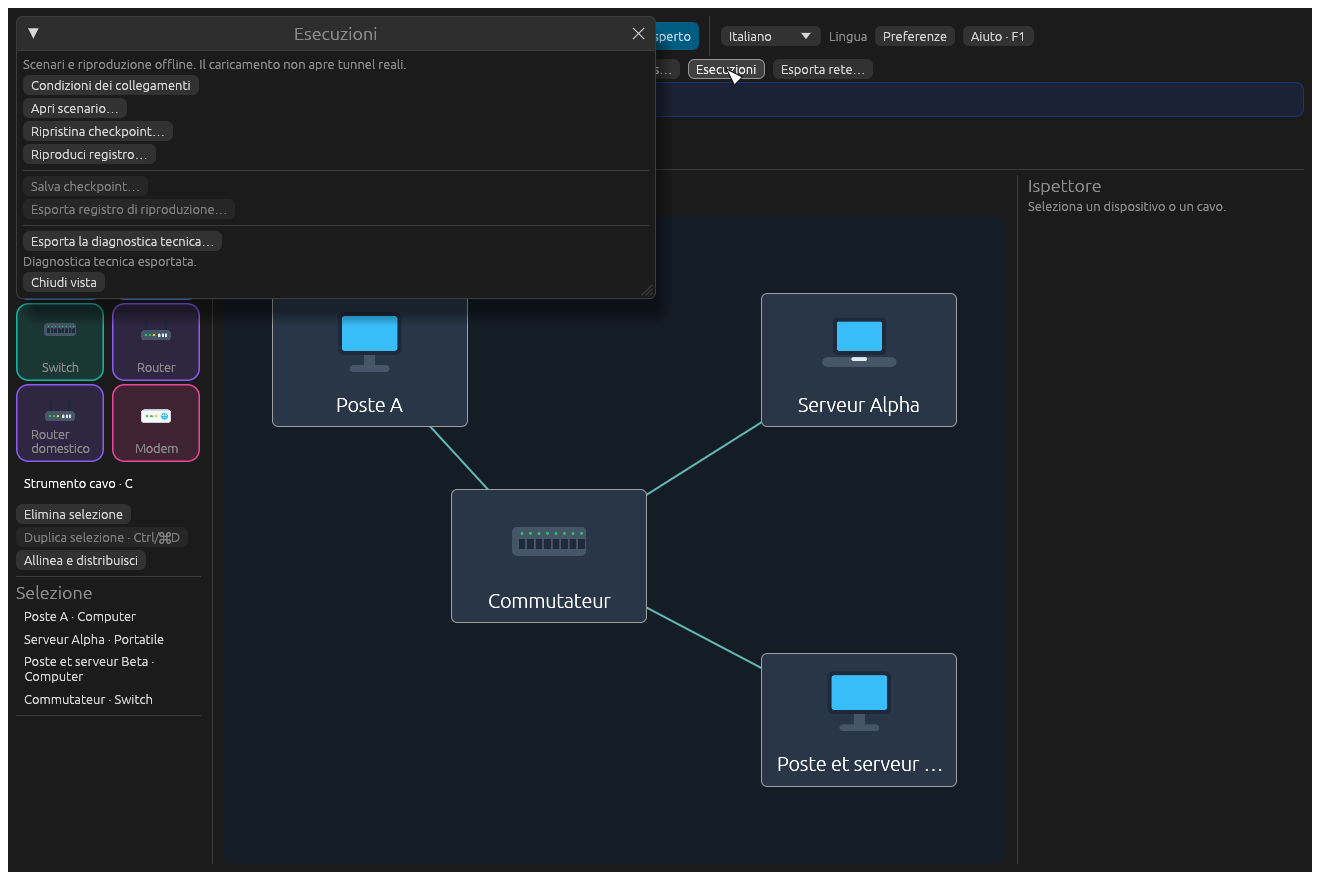 Esecuzioni
Scenari e riproduzione offline. Il caricamento non apre tunnel reali.
Condizioni dei collegamenti
Apri scenario…
Ripristina checkpoint…
Riproduci registro…
Salva checkpoint…
Esporta registro di riproduzione…
Esporta la diagnostica tecnica…
Diagnostica tecnica esportata.
Chiudi vista
Italiano
Lingua
Preferenze
Aiuto · F1
Esecuzioni
Esporta rete…
Switch
Router
Router
domestico
Modem
Strumento cavo · C
Elimina selezione
Duplica selezione · Ctrl/⌘D
Allinea e distribuisci
Selezione
Poste A · Computer
Serveur Alpha · Portatile
Poste et serveur Beta ·
Computer
Commutateur · Switch
Poste A
Serveur Alpha
Commutateur
Poste et serveur …
Ispettore
Seleziona un dispositivo o un cavo.